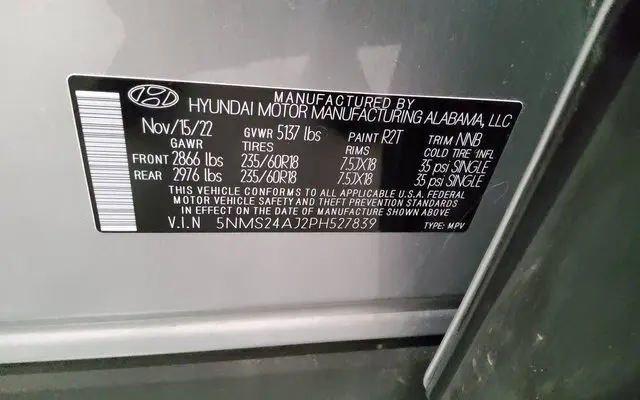 MANUFACTURED BY
HYUNDAI MOTOR MANUFACTURING ALABAMA, LLC
Nov/15/22 GVWR 5137 lbs PAINT R2T TRIM NNB
GAWR TIRES RIMS COLD TIRE INFL
FRONT 2866 lbs 235/60R18 7.5JX18 35 psi SINGLE
REAR 2976 lbs 235/60R18 7.5JX18 35 psi SINGLE
THIS VEHICLE CONFORMS TO ALL APPLICABLE U.S.A. FEDERAL
MOTOR VEHICLE SAFETY AND THEFT PREVENTION STANDARDS
IN EFFECT ON THE DATE OF MANUFACTURE SHOWN ABOVE
V.I.N 5NMS24AJ2PH527839 TYPE: MPV